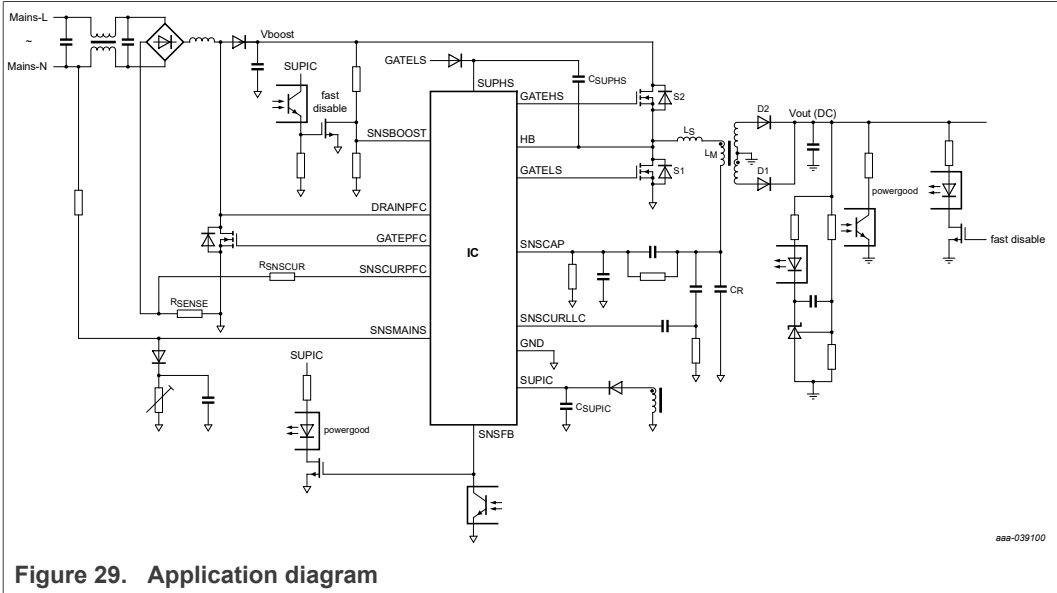 Mains-L
~
Mains-N
Vboost
SUPIC
fast
disable
GATELS
SUPHS
CSUPHS
GATEHS
S2
SNSBOOST
HB
LS
LM
D2
Vout (DC)
D1
GATELS
S1
powergood
fast disable
DRAINPFC
GATEPFC
IC
SNSCAP
RSNSCUR
SNSCURPFC
CR
RSENSE
SNSCURLLC
SNSMAINS
GND
SUPIC
SUPIC
CSUPIC
powergood
SNSFB
aaa-039100
Figure 29. Application diagram